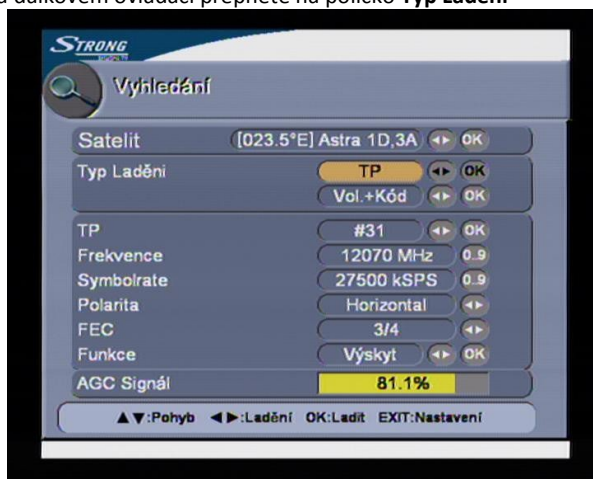 dálkovém ovladači přepněte na políčko Typ Ladění
STRONG
Vyhledání
Satelit [023.5°E] Astra 1D,3A OK
Typ Ladění TP OK
Vol.+Kód OK
TP #31 OK
Frekvence 12070 MHz 0..9
Symbolrate 27500 kSPS 0..9
Polarita Horizontal
FEC 3/4
Funkce Výskyt OK
AGC Signál 81.1%
▲▼:Pohyb ◄►:Ladění OK:Ladit EXIT:Nastavení